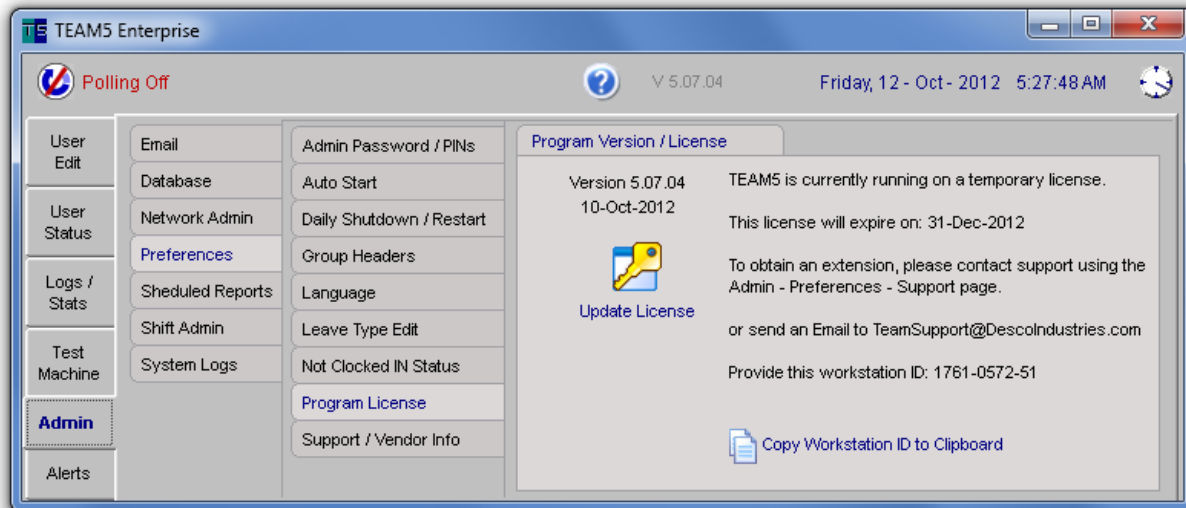 TS TEAM5 Enterprise
Polling Off
V 5.07.04
Friday, 12 - Oct - 2012 5:27:48 AM
User
Edit
User
Status
Logs /
Stats
Test
Machine
Admin
Alerts
Email
Database
Network Admin
Preferences
Sheduled Reports
Shift Admin
System Logs
Admin Password / PINs
Auto Start
Daily Shutdown / Restart
Group Headers
Language
Leave Type Edit
Not Clocked IN Status
Program License
Support / Vendor Info
Program Version / License
Version 5.07.04
10-Oct-2012
Update License
TEAM5 is currently running on a temporary license.
This license will expire on: 31-Dec-2012
To obtain an extension, please contact support using the
Admin - Preferences - Support page.
or send an Email to TeamSupport@DescoIndustries.com
Provide this workstation ID: 1761-0572-51
Copy Workstation ID to Clipboard